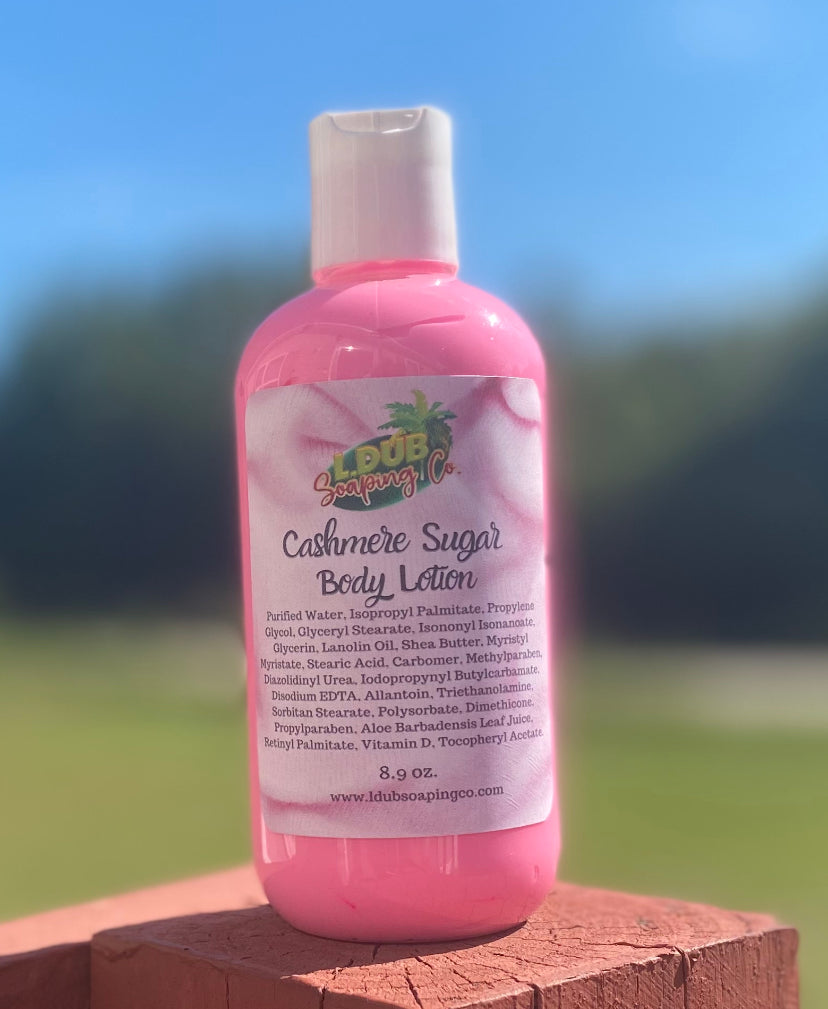 L.DUB
Soaping Co.
Cashmere Sugar
Body Lotion
Purified Water, Isopropyl Palmitate, Propylene
Glycol, Glyceryl Stearate, Isononyl Isonanoate,
Glycerin, Lanolin Oil, Shea Butter, Myristyl
Myristate, Stearic Acid, Carbomer, Methylparaben,
Diazolidinyl Urea, Iodopropynyl Butylcarbamate,
Disodium EDTA, Allantoin, Triethanolamine,
Sorbitan Stearate, Polysorbate, Dimethicone,
Propylparaben, Aloe Barbadensis Leaf Juice,
Retinyl Palmitate, Vitamin D, Tocopheryl Acetate.
8.9 oz.
www.ldubsoapingco.com